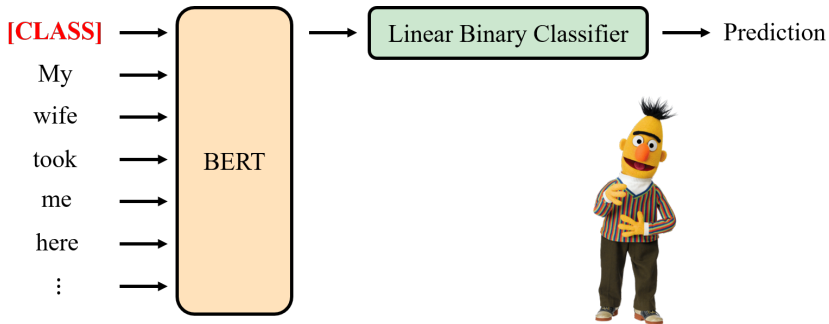 [CLASS]
My
wife
took
me
here
⋮
BERT
Linear Binary Classifier
Prediction